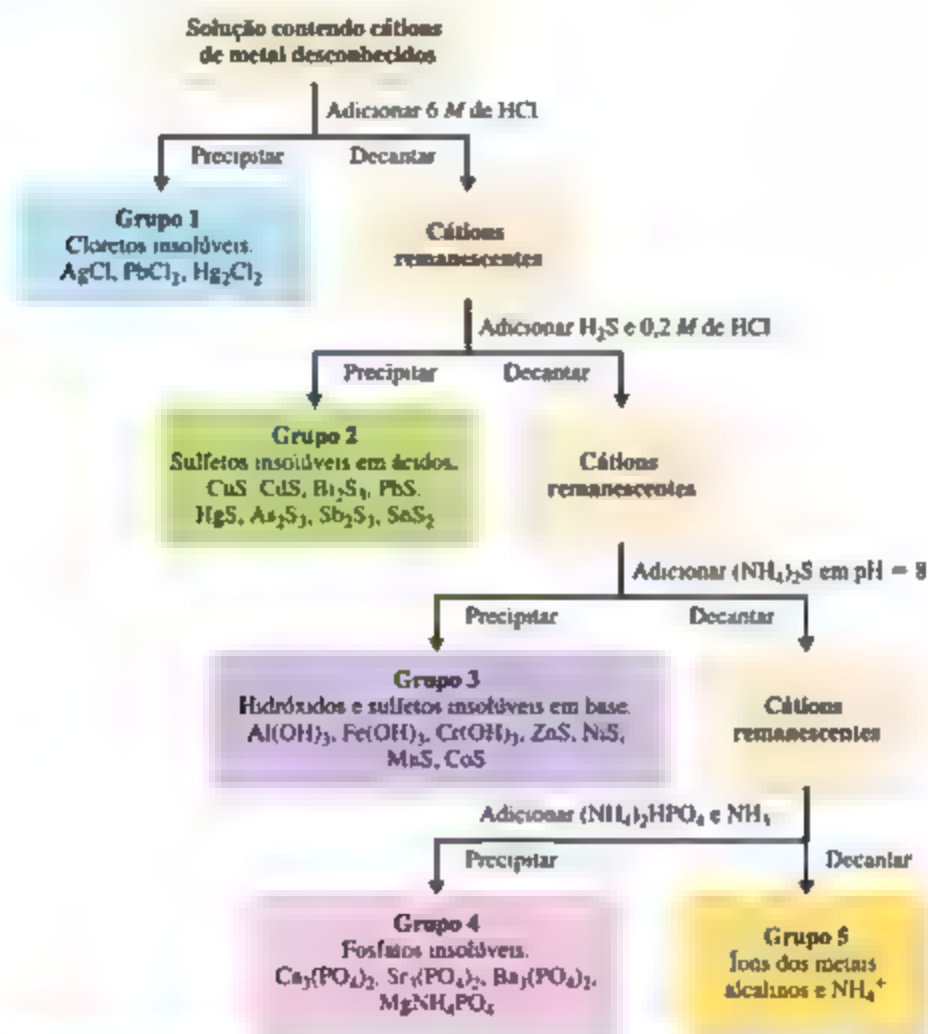 Solução contendo cátions
de metal desconhecidos
Adicionar 6 M de HCl
Precipitar
Decantar
Grupo 1
Cloretos insolúveis.
AgCl, PbCl₂, Hg₂Cl₂
Cátions
remanescentes
Adicionar H₂S e 0,2 M de HCl
Precipitar
Decantar
Grupo 2
Sulfetos insolúveis em ácidos.
CuS, CdS, Bi₂S₃, PbS,
HgS, As₂S₃, Sb₂S₃, SnS₂
Cátions
remanescentes
Adicionar (NH₄)₂S em pH = 8
Precipitar
Decantar
Grupo 3
Hidróxidos e sulfetos insolúveis em base.
Al(OH)₃, Fe(OH)₃, Cr(OH)₃, ZnS, NiS,
MnS, CoS
Cátions
remanescentes
Adicionar (NH₄)₂HPO₄ e NH₃
Precipitar
Decantar
Grupo 4
Fosfatos insolúveis.
Ca₃(PO₄)₂, Sr₃(PO₄)₂, Ba₃(PO₄)₂,
MgNH₄PO₄
Grupo 5
Íons dos metais
alcalinos e NH₄⁺